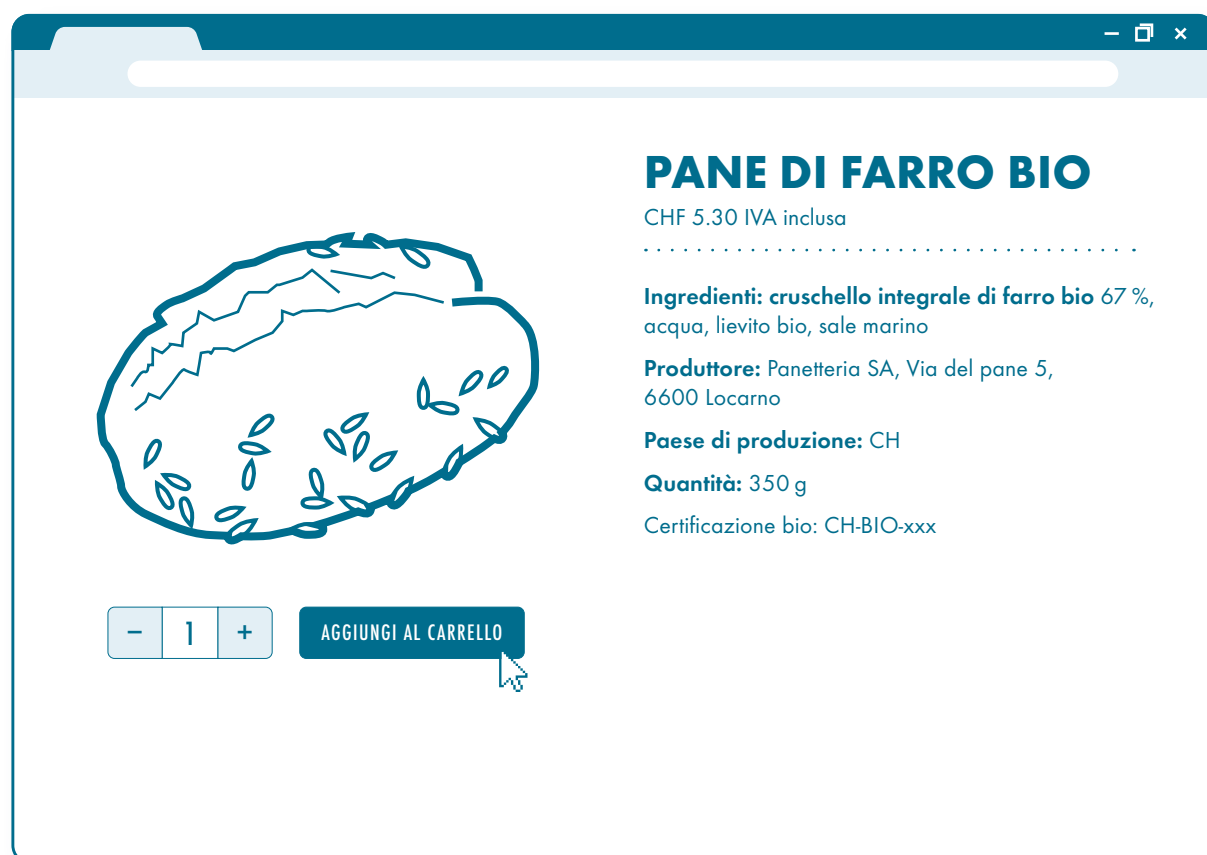 PANE DI FARRO BIO
CHF 5.30 IVA inclusa
Ingredienti: cruschello integrale di farro bio 67 %,
acqua, lievito bio, sale marino
Produttore: Panetteria SA, Via del pane 5,
6600 Locarno
Paese di produzione: CH
Quantità: 350 g
Certificazione bio: CH-BIO-xxx
− 1 +
AGGIUNGI AL CARRELLO